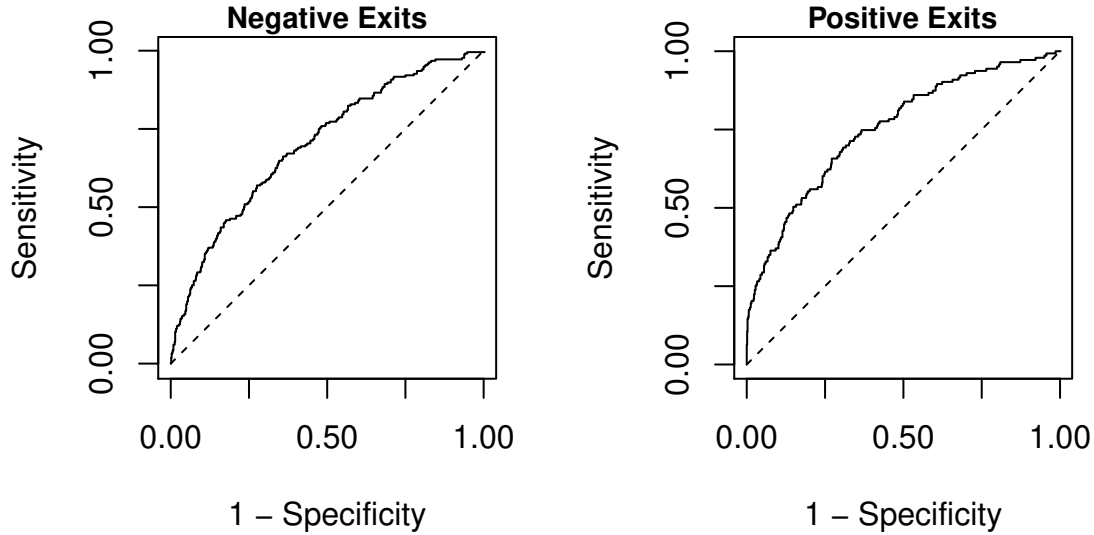 Negative Exits
Sensitivity
1.00
0.50
0.00
0.00 0.50 1.00
1 − Specificity
Positive Exits
Sensitivity
1.00
0.50
0.00
0.00 0.50 1.00
1 − Specificity